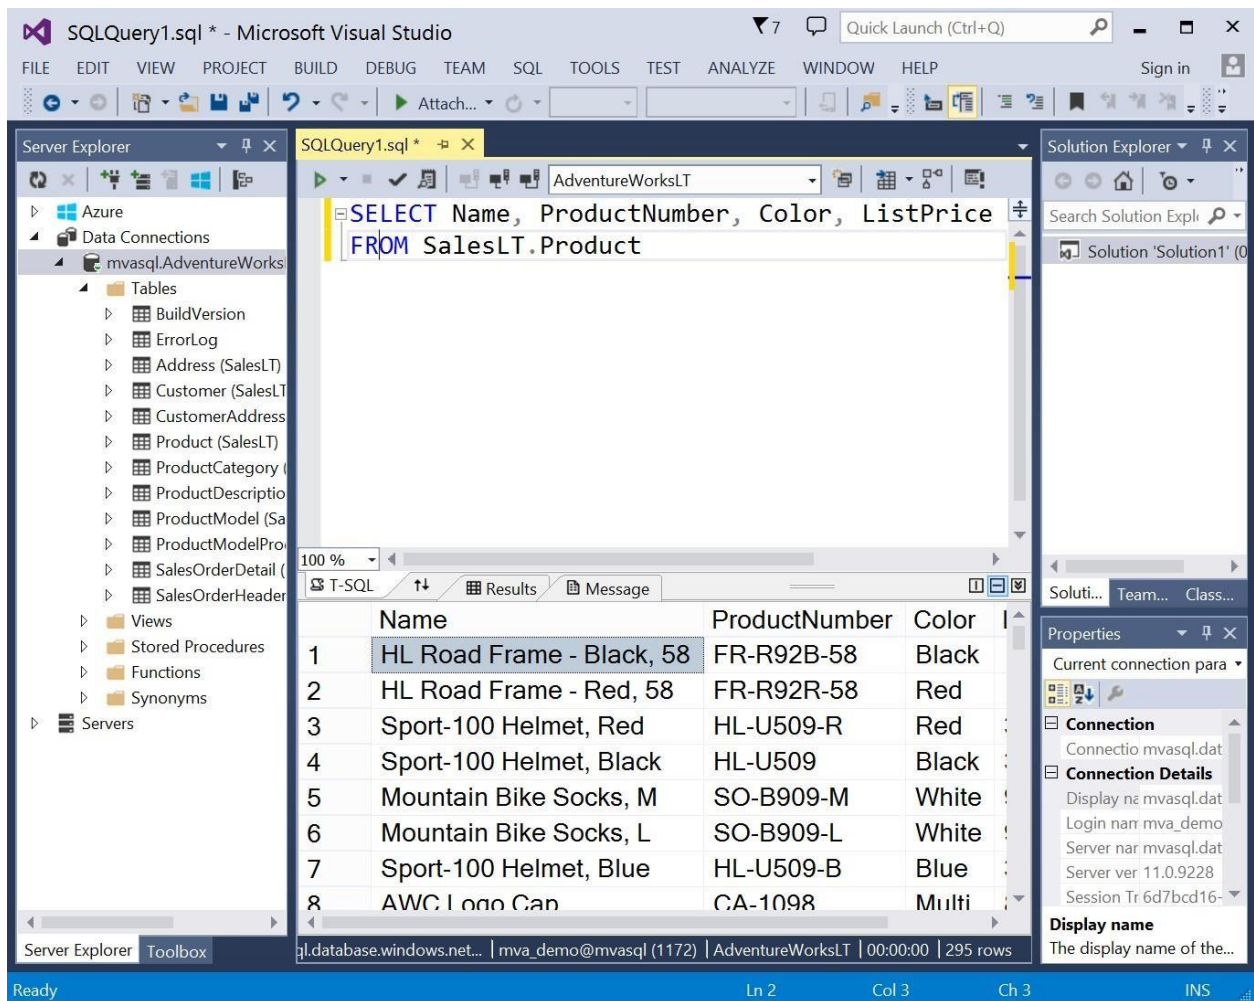 SQLQuery1.sql * - Microsoft Visual Studio
7
Quick Launch (Ctrl+Q)
FILE EDIT VIEW PROJECT BUILD DEBUG TEAM SQL TOOLS TEST ANALYZE WINDOW HELP
Sign in
Attach...
Server Explorer
Azure
Data Connections
mvasql.AdventureWorks
Tables
BuildVersion
ErrorLog
Address (SalesLT)
Customer (SalesLT
CustomerAddress
Product (SalesLT)
ProductCategory (
ProductDescriptio
ProductModel (Sa
ProductModelPro
SalesOrderDetail (
SalesOrderHeader
Views
Stored Procedures
Functions
Synonyms
Servers
Server Explorer Toolbox
SQLQuery1.sql *
AdventureWorksLT
SELECT Name, ProductNumber, Color, ListPrice
FROM SalesLT.Product
100 %
T-SQL Results Message
Name ProductNumber Color
1 HL Road Frame - Black, 58 FR-R92B-58 Black
2 HL Road Frame - Red, 58 FR-R92R-58 Red
3 Sport-100 Helmet, Red HL-U509-R Red
4 Sport-100 Helmet, Black HL-U509 Black
5 Mountain Bike Socks, M SO-B909-M White
6 Mountain Bike Socks, L SO-B909-L White
7 Sport-100 Helmet, Blue HL-U509-B Blue
8 AWC Logo Cap CA-1098 Multi
ql.database.windows.net... mva_demo@mvasql (1172) AdventureWorksLT 00:00:00 295 rows
Solution Explorer
Search Solution Expl
Solution 'Solution1' (0
Soluti... Team... Class...
Properties
Current connection para
Connection
Connectio mvasql.dat
Connection Details
Display na mvasql.dat
Login nam mva_demo
Server nar mvasql.dat
Server ver 11.0.9228
Session Tr 6d7bcd16-
Display name
The display name of the...
Ready Ln 2 Col 3 Ch 3 INS